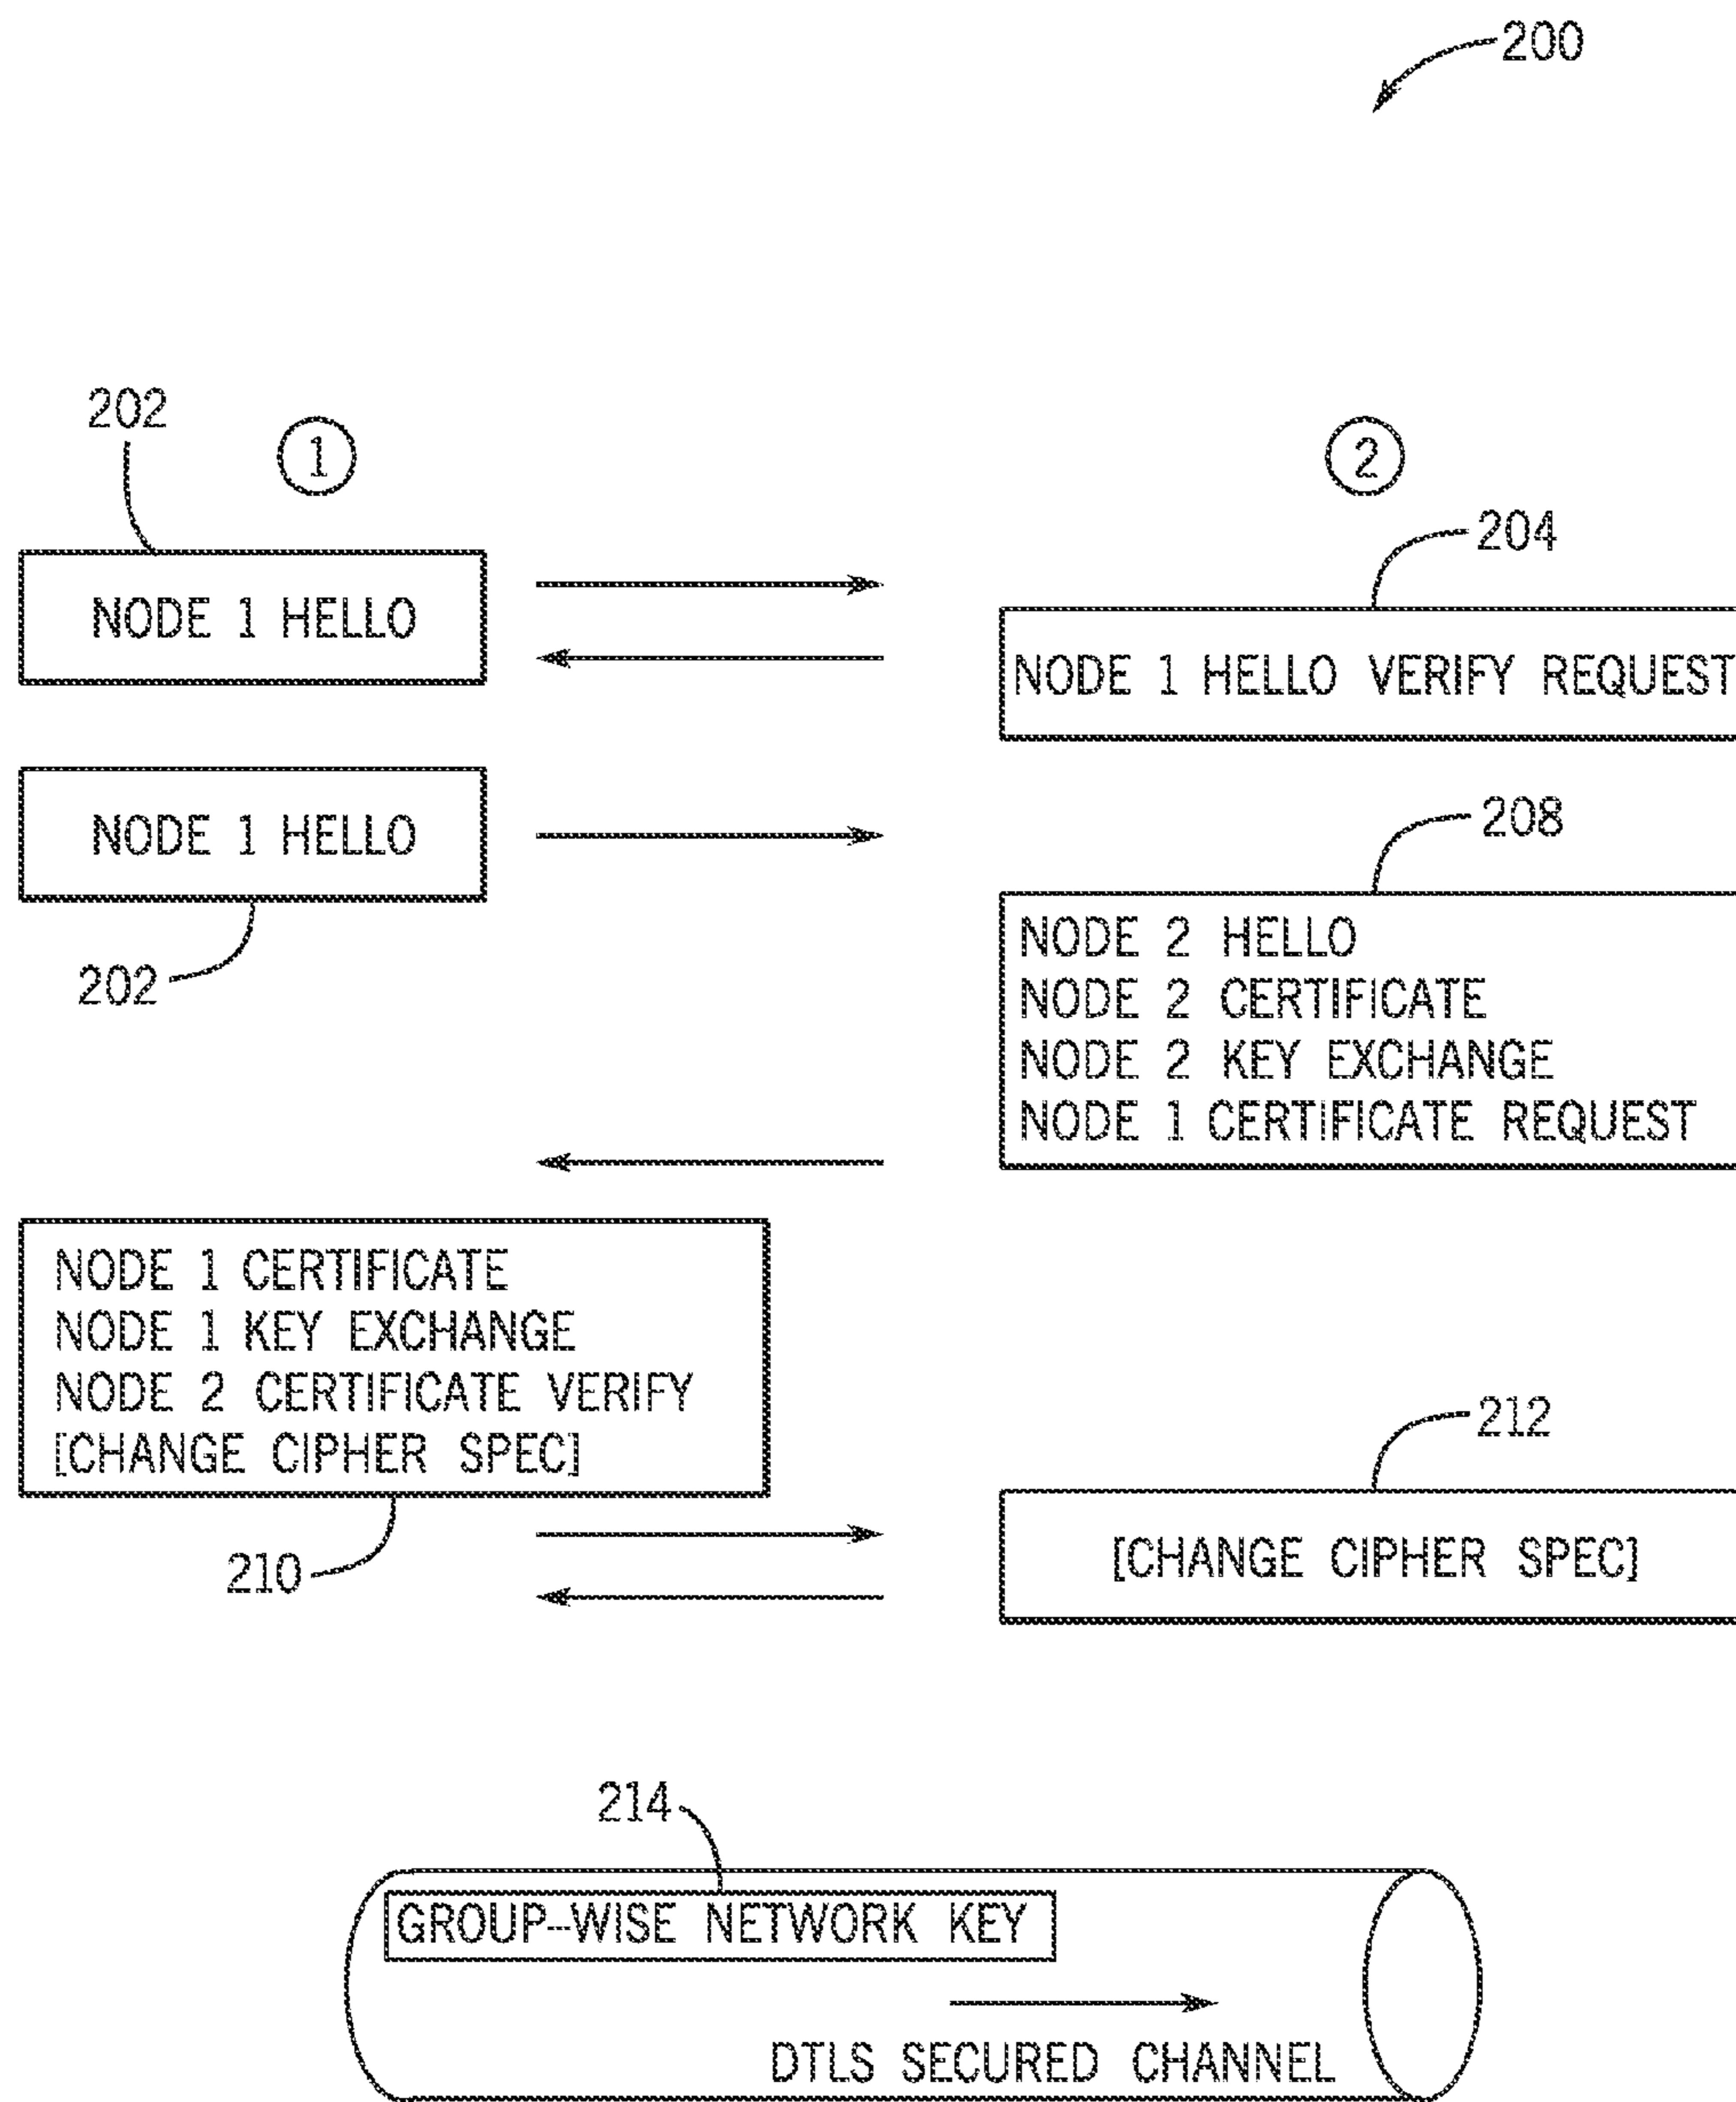 200
202
1
2
204
NODE 1 HELLO
NODE 1 HELLO VERIFY REQUEST
NODE 1 HELLO
208
202
NODE 2 HELLO
NODE 2 CERTIFICATE
NODE 2 KEY EXCHANGE
NODE 1 CERTIFICATE REQUEST
NODE 1 CERTIFICATE
NODE 1 KEY EXCHANGE
NODE 2 CERTIFICATE VERIFY
[CHANGE CIPHER SPEC]
210
212
[CHANGE CIPHER SPEC]
214
GROUP--WISE NETWORK KEY
DTLS SECURED CHANNEL